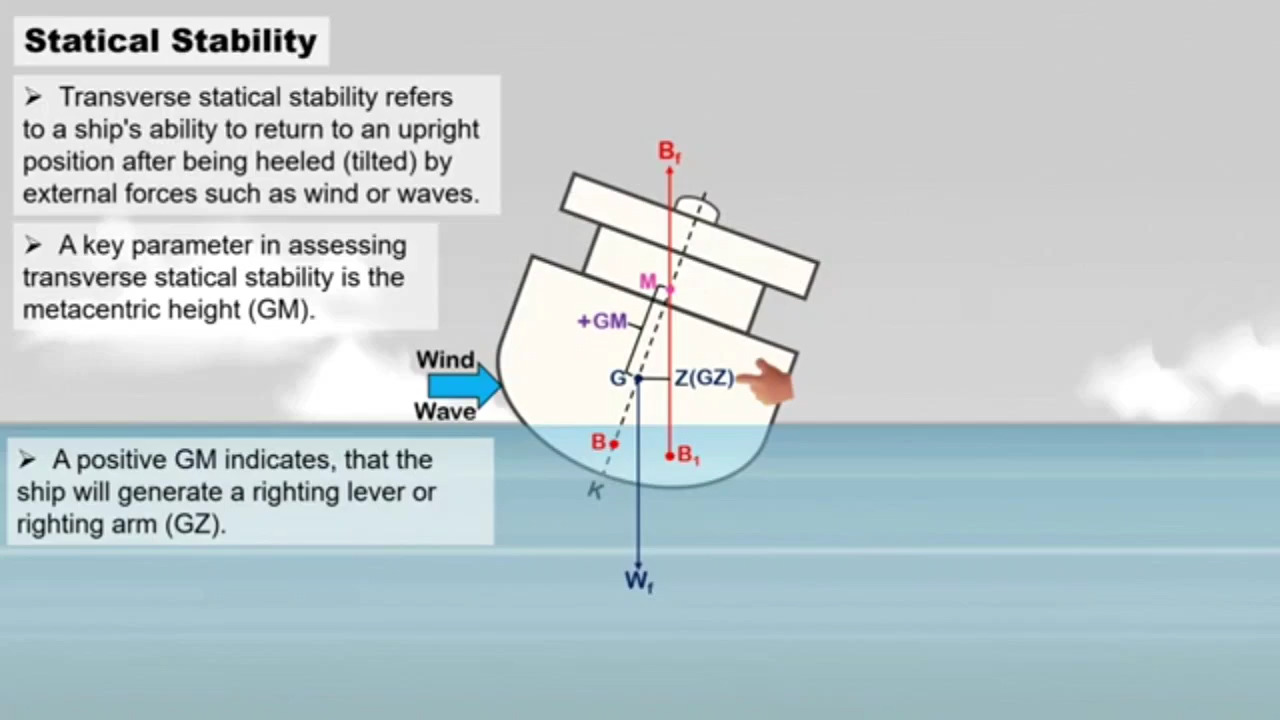 Statical Stability
➢ Transverse statical stability refers
to a ship's ability to return to an upright
position after being heeled (tilted) by
external forces such as wind or waves.
➢ A key parameter in assessing
transverse statical stability is the
metacentric height (GM).
Wind
Wave
➢ A positive GM indicates, that the
ship will generate a righting lever or
righting arm (GZ).
Bf
M
+GM
G Z(GZ)
B B1
K
Wf